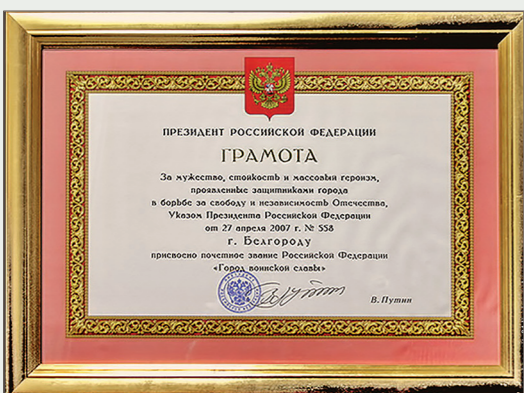 ПРЕЗИДЕНТ РОССИЙСКОЙ ФЕДЕРАЦИИ
ГРАМОТА
За мужество, стойкость и массовый героизм,
проявленные защитниками города
в борьбе за свободу и независимость Отечества,
Указом Президента Российской Федерации
от 27 апреля 2007 г. № 558
г. Белгороду
присвоено почетное звание Российской Федерации
«Город воинской славы»
В. Путин